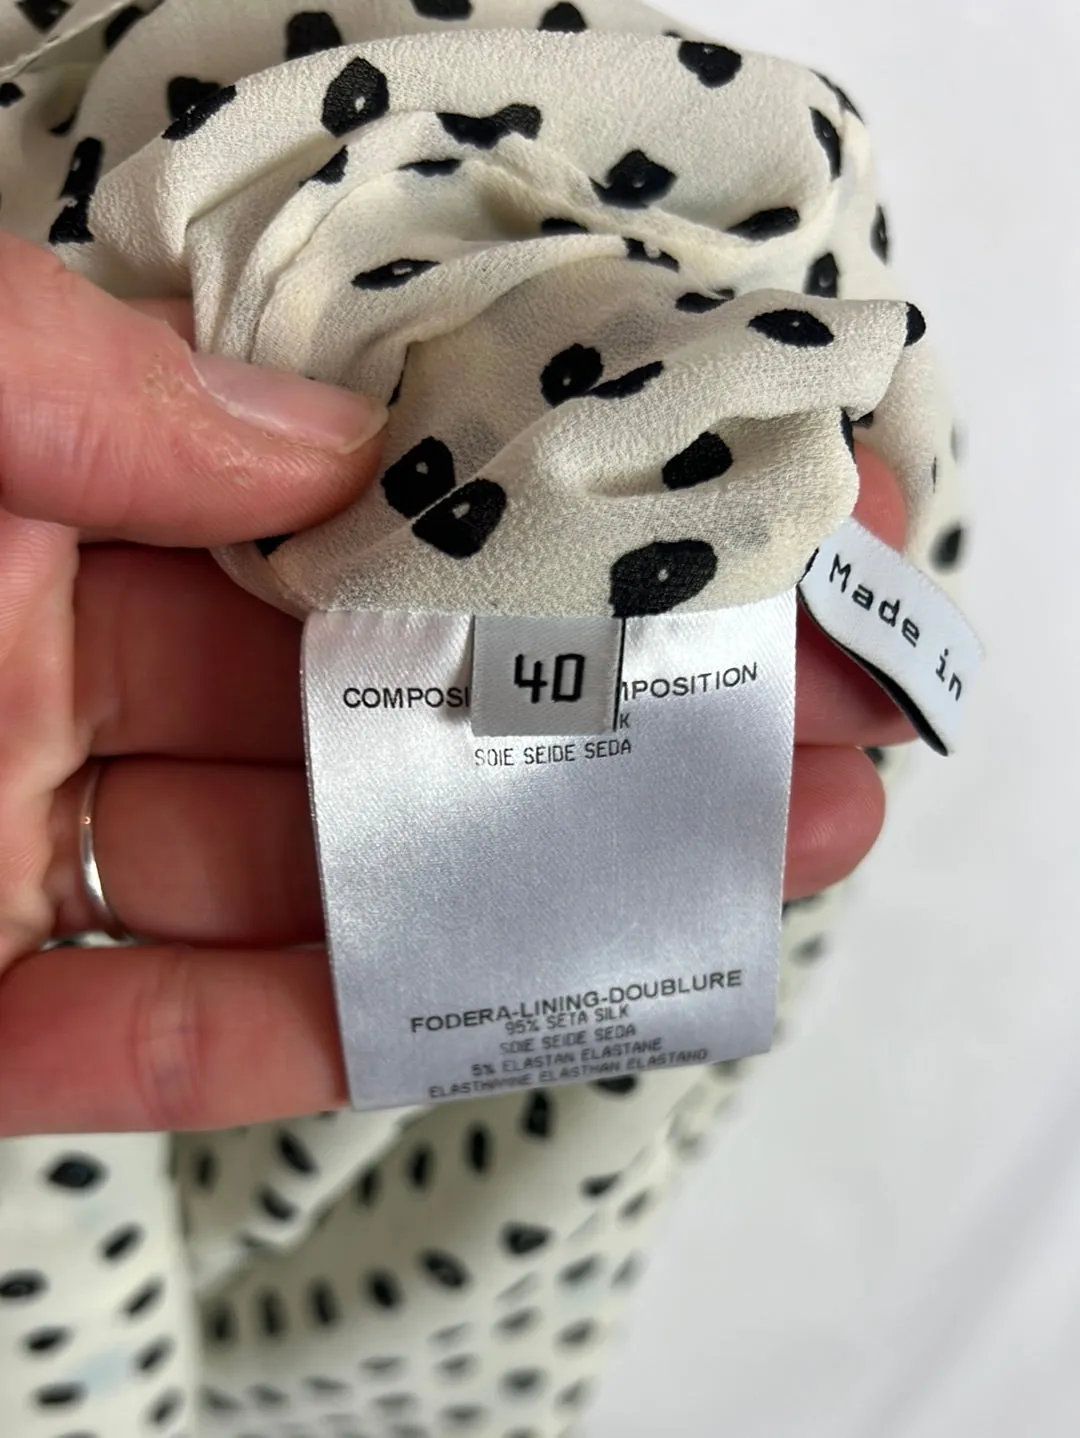 Made in
40
COMPOSI MPOSITION
K
SOIE SEIDE SEDA
FODERA-LINING-DOUBLURE
95% SETA SILK
SOIE SEIDE SEDA
5% ELASTAN ELASTANE
ELASTHANNE ELASTHAN ELASTANO